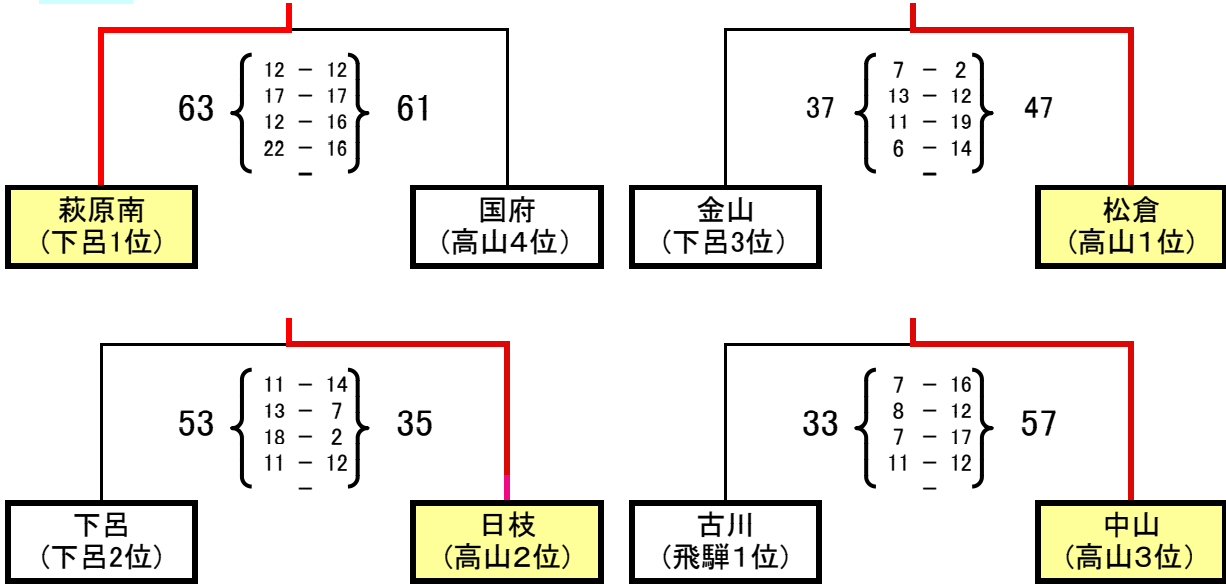 12 － 12
17 － 17
63 61
12 － 16
22 － 16
－
萩原南
(下呂1位)
国府
(高山４位)
7 － 2
13 － 12
37 47
11 － 19
6 － 14
－
金山
(下呂3位)
松倉
(高山１位)
11 － 14
13 － 7
53 35
18 － 2
11 － 12
－
下呂
(下呂2位)
日枝
(高山２位)
7 － 16
8 － 12
33 57
7 － 17
11 － 12
－
古川
(飛騨１位)
中山
(高山３位)